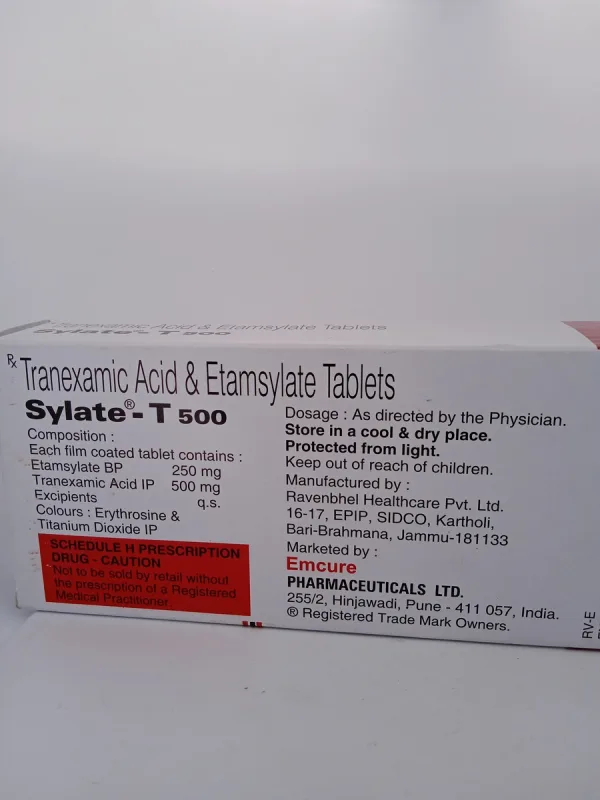 Tranexamic Acid & Etamsylate Tablets
Sylate-T 500
Rx Tranexamic Acid & Etamsylate Tablets
Sylate®-T 500
Composition :
Each film coated tablet contains :
Etamsylate BP 250 mg
Tranexamic Acid IP 500 mg
Excipients q.s.
Colours : Erythrosine &
Titanium Dioxide IP
SCHEDULE H PRESCRIPTION
DRUG - CAUTION
Not to be sold by retail without
the prescription of a Registered
Medical Practitioner.
Dosage : As directed by the Physician.
Store in a cool & dry place.
Protected from light.
Keep out of reach of children.
Manufactured by :
Ravenbhel Healthcare Pvt. Ltd.
16-17, EPIP, SIDCO, Kartholi,
Bari-Brahmana, Jammu-181133
Marketed by :
Emcure
PHARMACEUTICALS LTD.
255/2, Hinjawadi, Pune - 411 057, India.
® Registered Trade Mark Owners.
RV-E